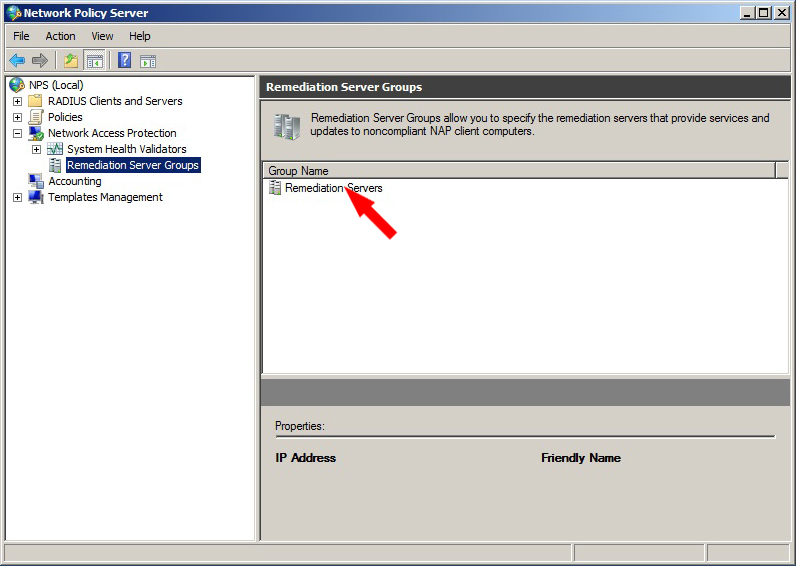 Network Policy Server
File Action View Help
NPS (Local)
RADIUS Clients and Servers
Policies
Network Access Protection
System Health Validators
Remediation Server Groups
Accounting
Templates Management
Remediation Server Groups
Remediation Server Groups allow you to specify the remediation servers that provide services and
updates to noncompliant NAP client computers.
Group Name
Remediation Servers
Properties:
IP Address Friendly Name